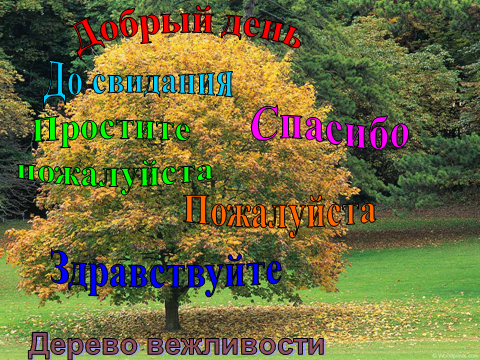 Добрый день
До свидания
Простите
Спасибо
пожалуйста
Пожалуйста
Здравствуйте
Дерево вежливости